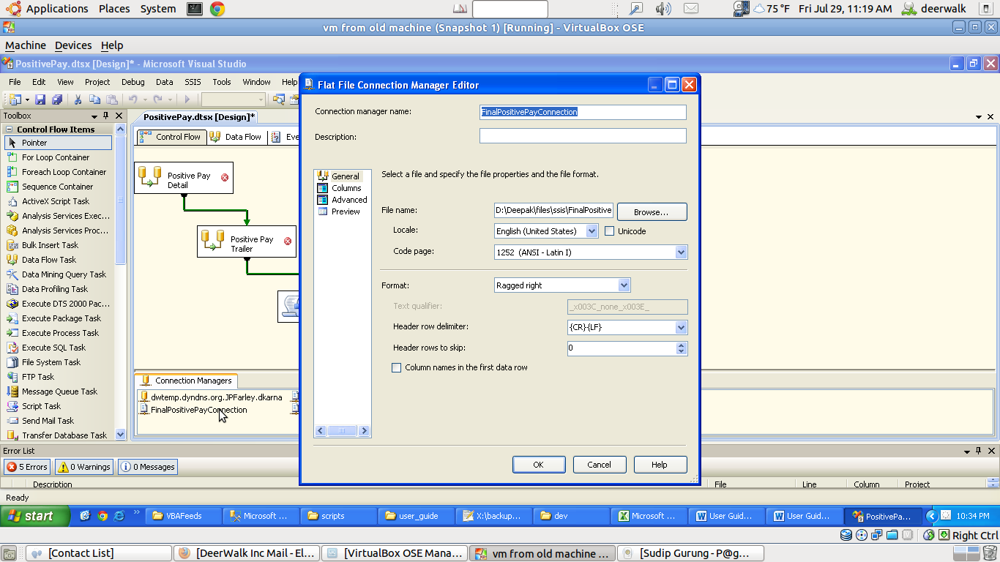 Applications Places System 75 °F Fri Jul 29, 11:19 AM deerwalk
vm from old machine (Snapshot 1) [Running] - VirtualBox OSE
Machine Devices Help
PositivePay.dtsx [Design]* - Microsoft Visual Studio
File Edit View Project Debug Data SSIS Tools Window Help
Toolbox
Control Flow Items
Pointer
For Loop Container
Foreach Loop Container
Sequence Container
ActiveX Script Task
Analysis Services Exec...
Analysis Services Proc...
Bulk Insert Task
Data Flow Task
Data Mining Query Task
Data Profiling Task
Execute DTS 2000 Pac...
Execute Package Task
Execute Process Task
Execute SQL Task
File System Task
FTP Task
Message Queue Task
Script Task
Send Mail Task
Transfer Database Task
PositivePay.dtsx [Design]*
Control Flow Data Flow Eve
Positive Pay
Detail
Positive Pay
Trailer
Connection Managers
dwtemp.dyndns.org.JPFarley.dkarna
FinalPositivePayConnection
Flat File Connection Manager Editor
Connection manager name: FinalPositivePayConnection
Description:
General
Columns
Advanced
Preview
Select a file and specify the file properties and the file format.
File name: D:\Deepak\files\ssis\FinalPositive Browse...
Locale: English (United States) Unicode
Code page: 1252 (ANSI - Latin I)
Format: Ragged right
Text qualifier: _x003C_none_x003E_
Header row delimiter: {CR}{LF}
Header rows to skip: 0
Column names in the first data row
OK Cancel Help
Error List
5 Errors 0 Warnings 0 Messages
Description File Line Column Project
Ready
start VBAFeeds Microsoft ... scripts user_guide X:\backup... dev Microsoft ... User Guid... User Guid... PositivePa... 10:34 PM
Right Ctrl
[Contact List] [DeerWalk Inc Mail - El... [VirtualBox OSE Mana... vm from old machine ... [Sudip Gurung - P@g...